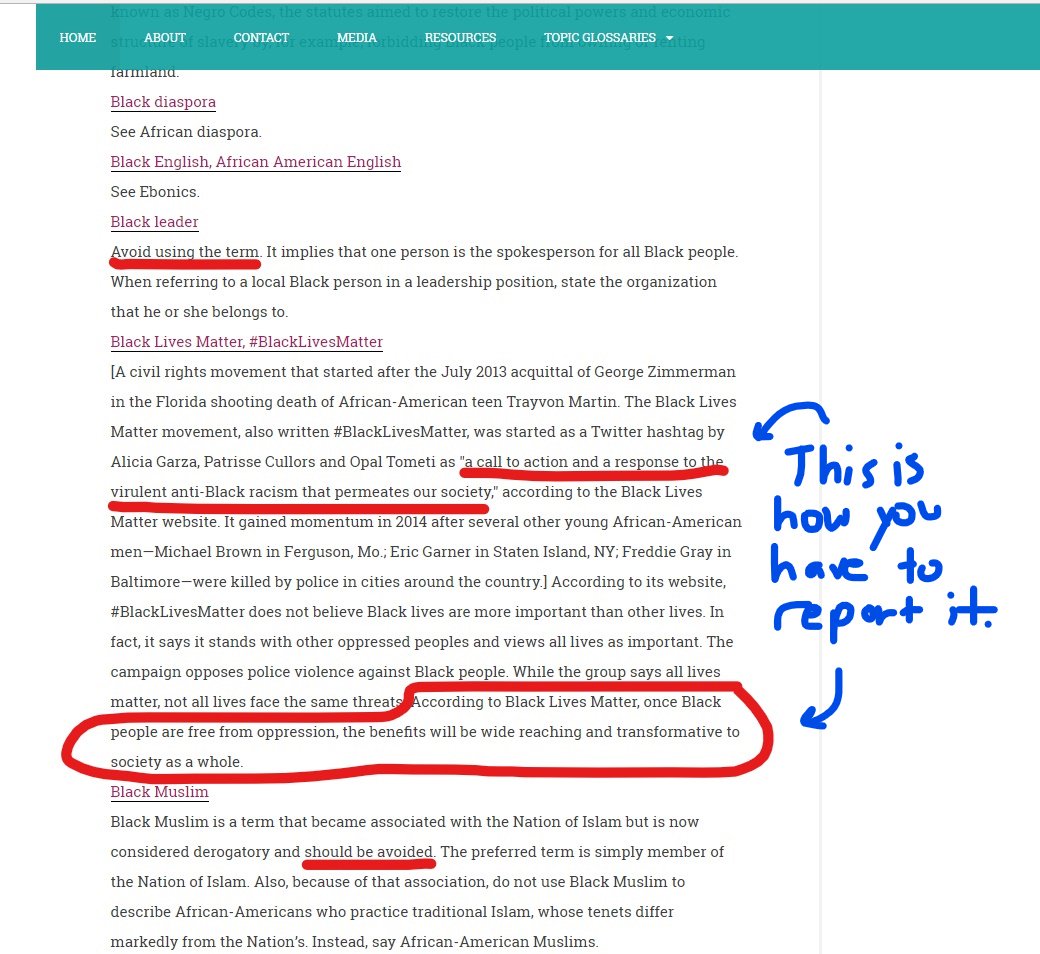 known as Negro Codes, the statutes aimed to restore the political powers and economic
HOME ABOUT CONTACT MEDIA RESOURCES TOPIC GLOSSARIES
structure of slavery by, for example, forbidding Black people from owning or renting
farmland.
Black diaspora
See African diaspora.
Black English, African American English
See Ebonics.
Black leader
Avoid using the term. It implies that one person is the spokesperson for all Black people.
When referring to a local Black person in a leadership position, state the organization
that he or she belongs to.
Black Lives Matter, #BlackLivesMatter
[A civil rights movement that started after the July 2013 acquittal of George Zimmerman
in the Florida shooting death of African-American teen Trayvon Martin. The Black Lives
Matter movement, also written #BlackLivesMatter, was started as a Twitter hashtag by
Alicia Garza, Patrisse Cullors and Opal Tometi as "a call to action and a response to the
virulent anti-Black racism that permeates our society," according to the Black Lives
Matter website. It gained momentum in 2014 after several other young African-American
men—Michael Brown in Ferguson, Mo.; Eric Garner in Staten Island, NY; Freddie Gray in
Baltimore—were killed by police in cities around the country.] According to its website,
#BlackLivesMatter does not believe Black lives are more important than other lives. In
fact, it says it stands with other oppressed peoples and views all lives as important. The
campaign opposes police violence against Black people. While the group says all lives
matter, not all lives face the same threats. According to Black Lives Matter, once Black
people are free from oppression, the benefits will be wide reaching and transformative to
society as a whole.
Black Muslim
Black Muslim is a term that became associated with the Nation of Islam but is now
considered derogatory and should be avoided. The preferred term is simply member of
the Nation of Islam. Also, because of that association, do not use Black Muslim to
describe African-Americans who practice traditional Islam, whose tenets differ
markedly from the Nation's. Instead, say African-American Muslims.
This is
how you
have to
report it.